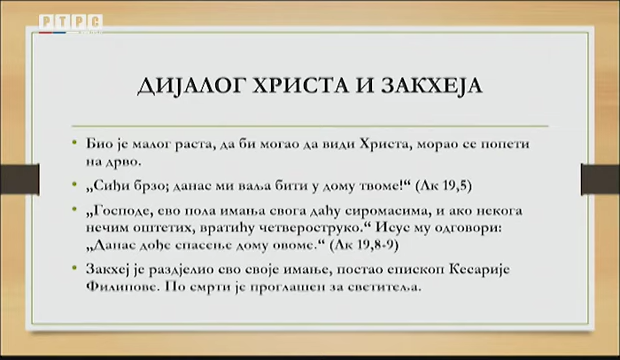 РТРС
ДИЈАЛОГ ХРИСТА И ЗАКХЕЈА
• Био је малог раста, да би могао да види Христа, морао се попети
на дрво.
• „Сиђи брзо; данас ми ваља бити у дому твоме!“ (Лк 19,5)
• „Господе, ево пола имања свога даћу сиромасима, и ако некога
нечим оштетих, вратићу четвероструко.“ Исус му одговори:
„Данас дође спасење дому овоме.“ (Лк 19,8-9)
• Закхеј је раздјелио сво своје имање, постао епископ Кесарије
Филипове. По смрти је проглашен за светитеља.